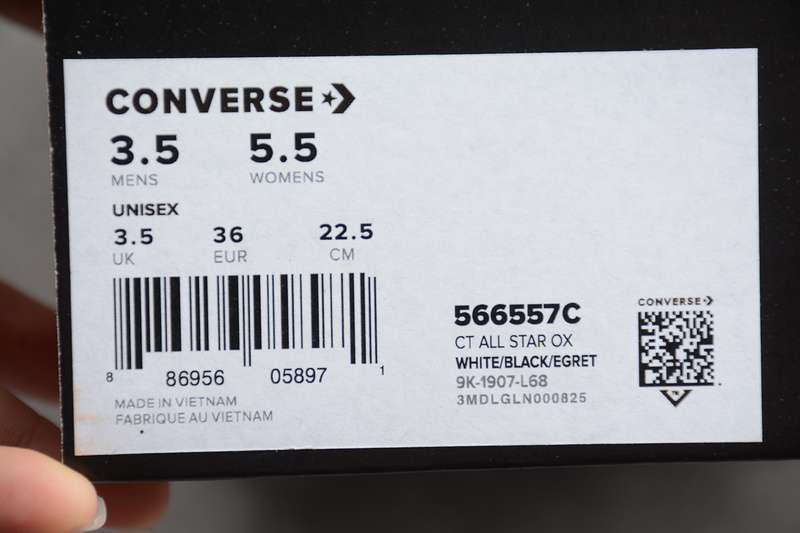 CONVERSE
3.5 5.5
MENS WOMENS
UNISEX
3.5 36 22.5
UK EUR CM
8 86956 05897 1
MADE IN VIETNAM
FABRIQUE AU VIETNAM
CONVERSE
566557C
CT ALL STAR OX
WHITE/BLACK/EGRET
9K-1907-L68
3MDLGLN000825